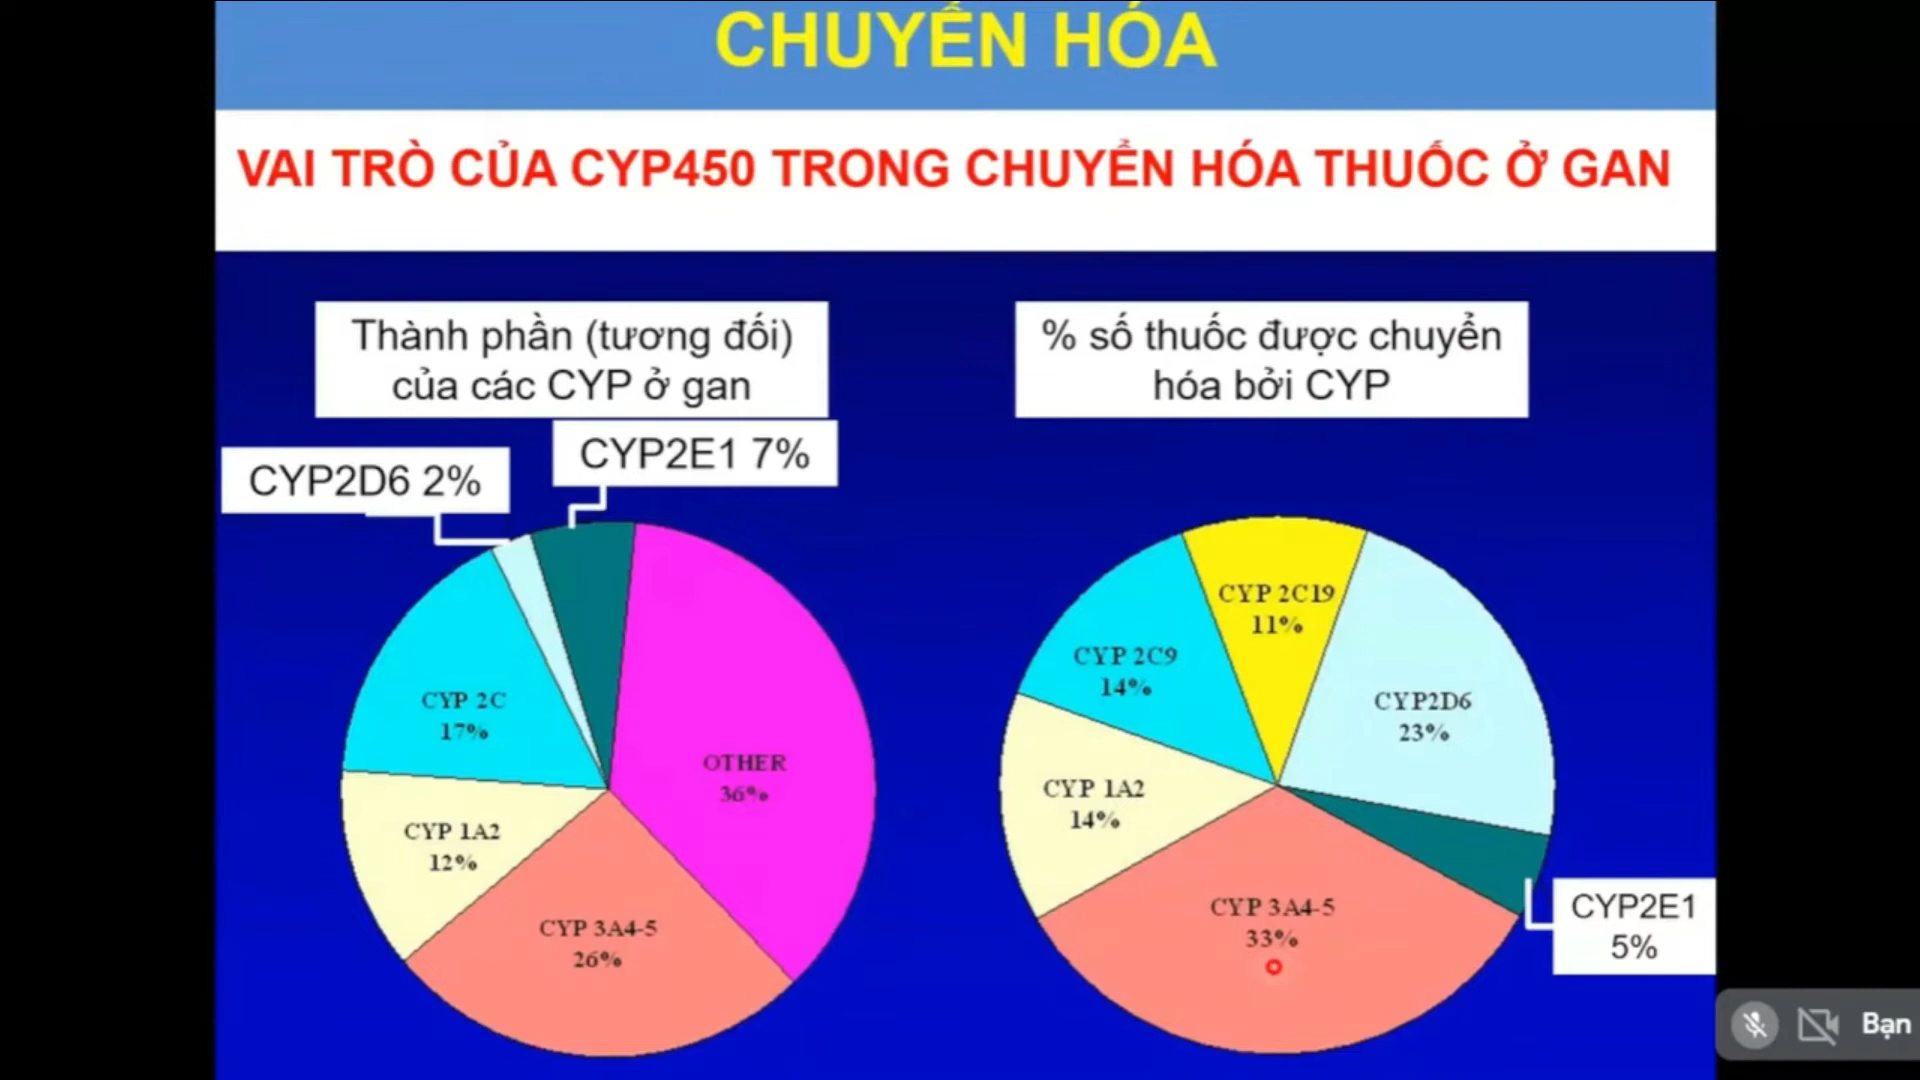 CHUYỂN HÓA
VAI TRÒ CỦA CYP450 TRONG CHUYỂN HÓA THUỐC Ở GAN
Thành phần (tương đối)
của các CYP ở gan
CYP2D6 2%
CYP2E1 7%
CYP 2C
17%
OTHER
36%
CYP 1A2
12%
CYP 3A4-5
26%
% số thuốc được chuyển
hóa bởi CYP
CYP 2C19
11%
CYP 2C9
14%
CYP2D6
23%
CYP 1A2
14%
CYP 3A4-5
33%
CYP2E1
5%
Bạn